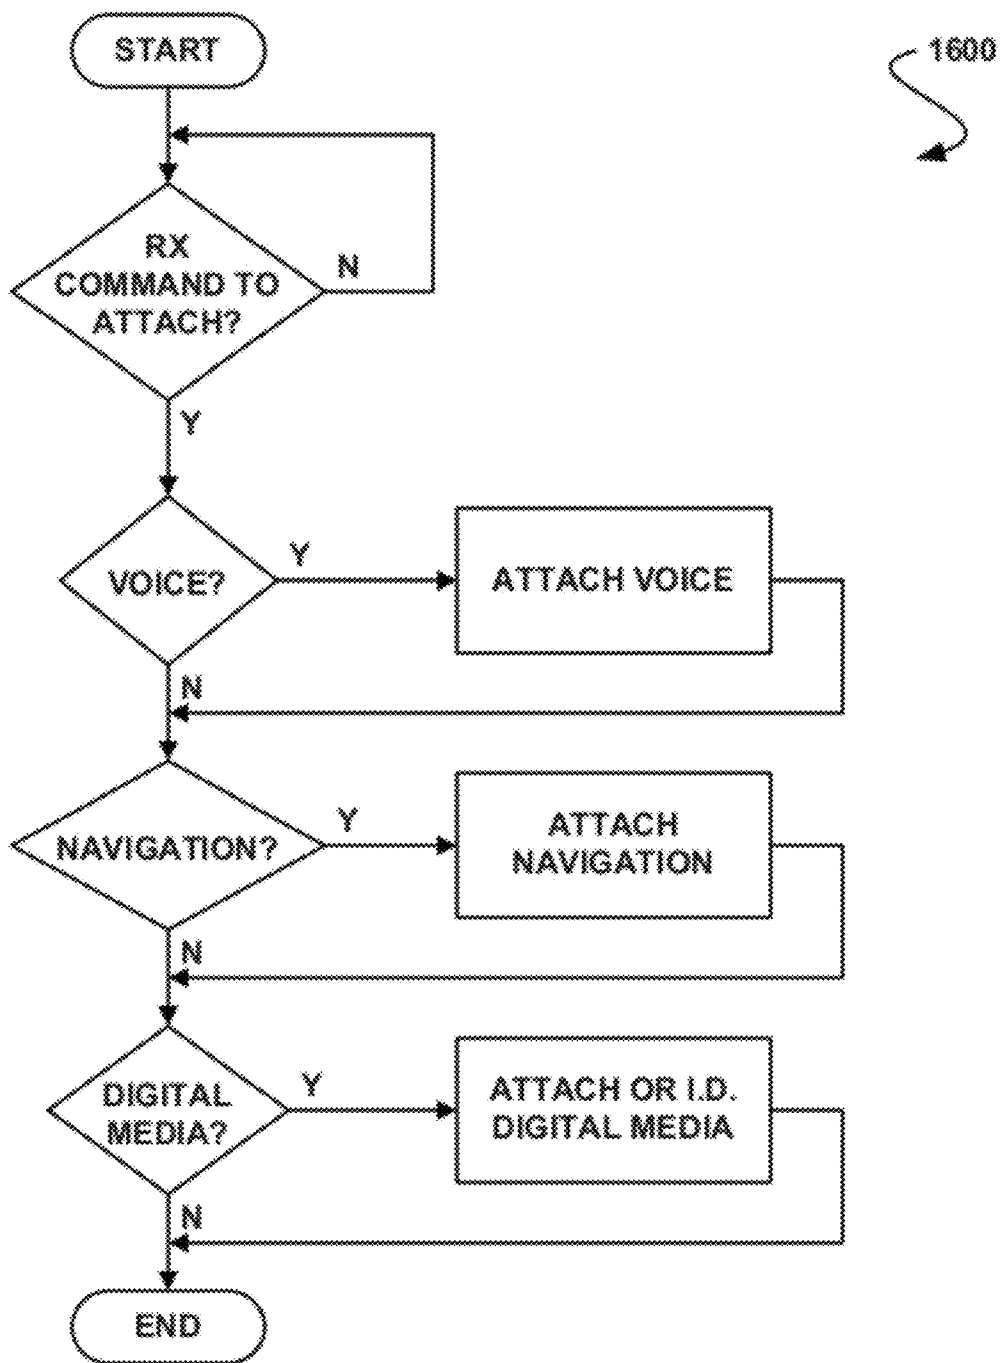 START
1600
RX
COMMAND TO
ATTACH?
N
Y
VOICE?
Y
ATTACH VOICE
N
NAVIGATION?
Y
ATTACH
NAVIGATION
N
DIGITAL
MEDIA?
Y
ATTACH OR I.D.
DIGITAL MEDIA
N
END